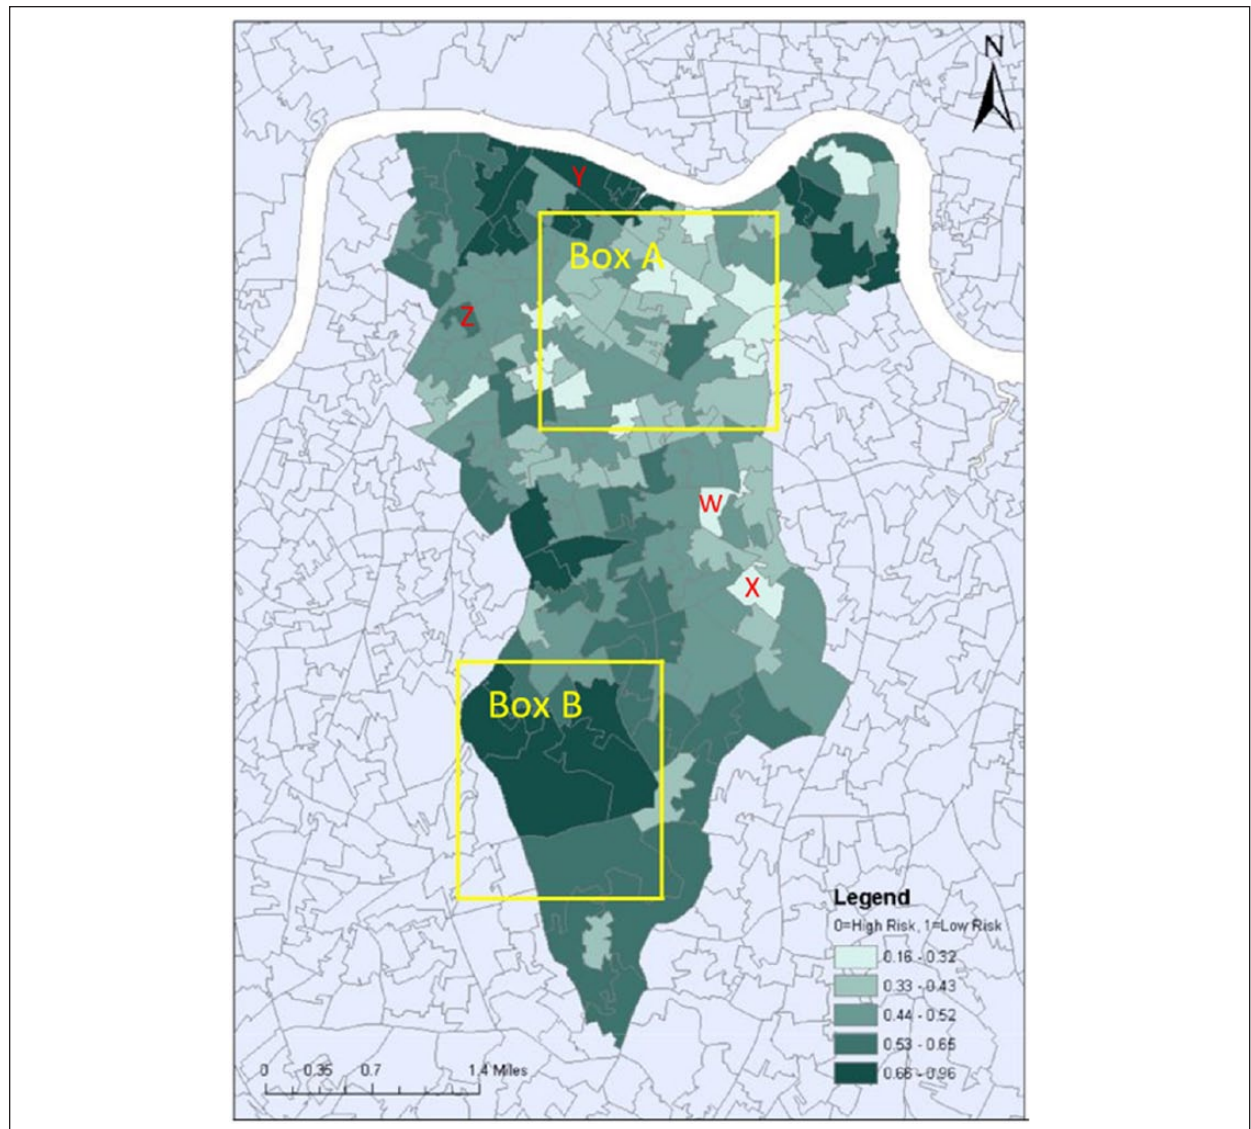 N
Y
Box A
Z
W
X
Box B
Legend
0=High Risk, 1=Low Risk
0.16 - 0.32
0.33 - 0.43
0.44 - 0.52
0.53 - 0.65
0.66 - 0.96
0 0.35 0.7 1.4 Miles